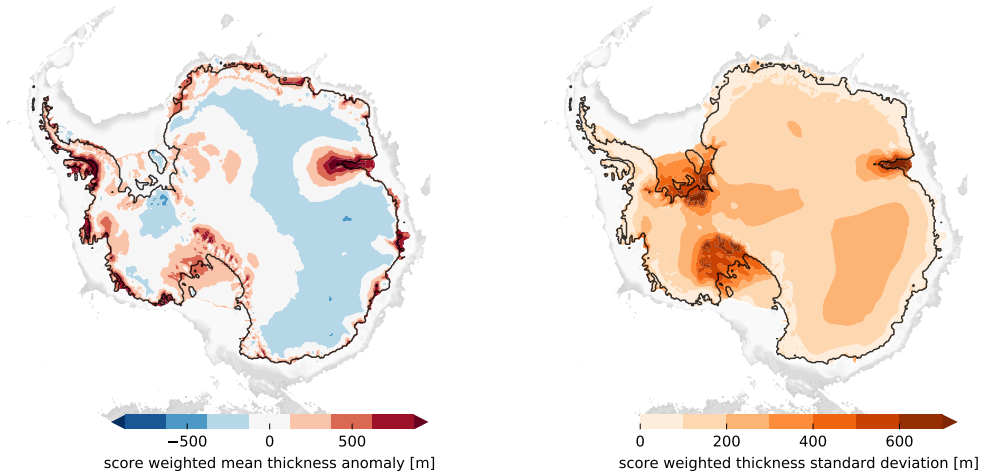 −500 0 500
score weighted mean thickness anomaly [m]
0 200 400 600
score weighted thickness standard deviation [m]